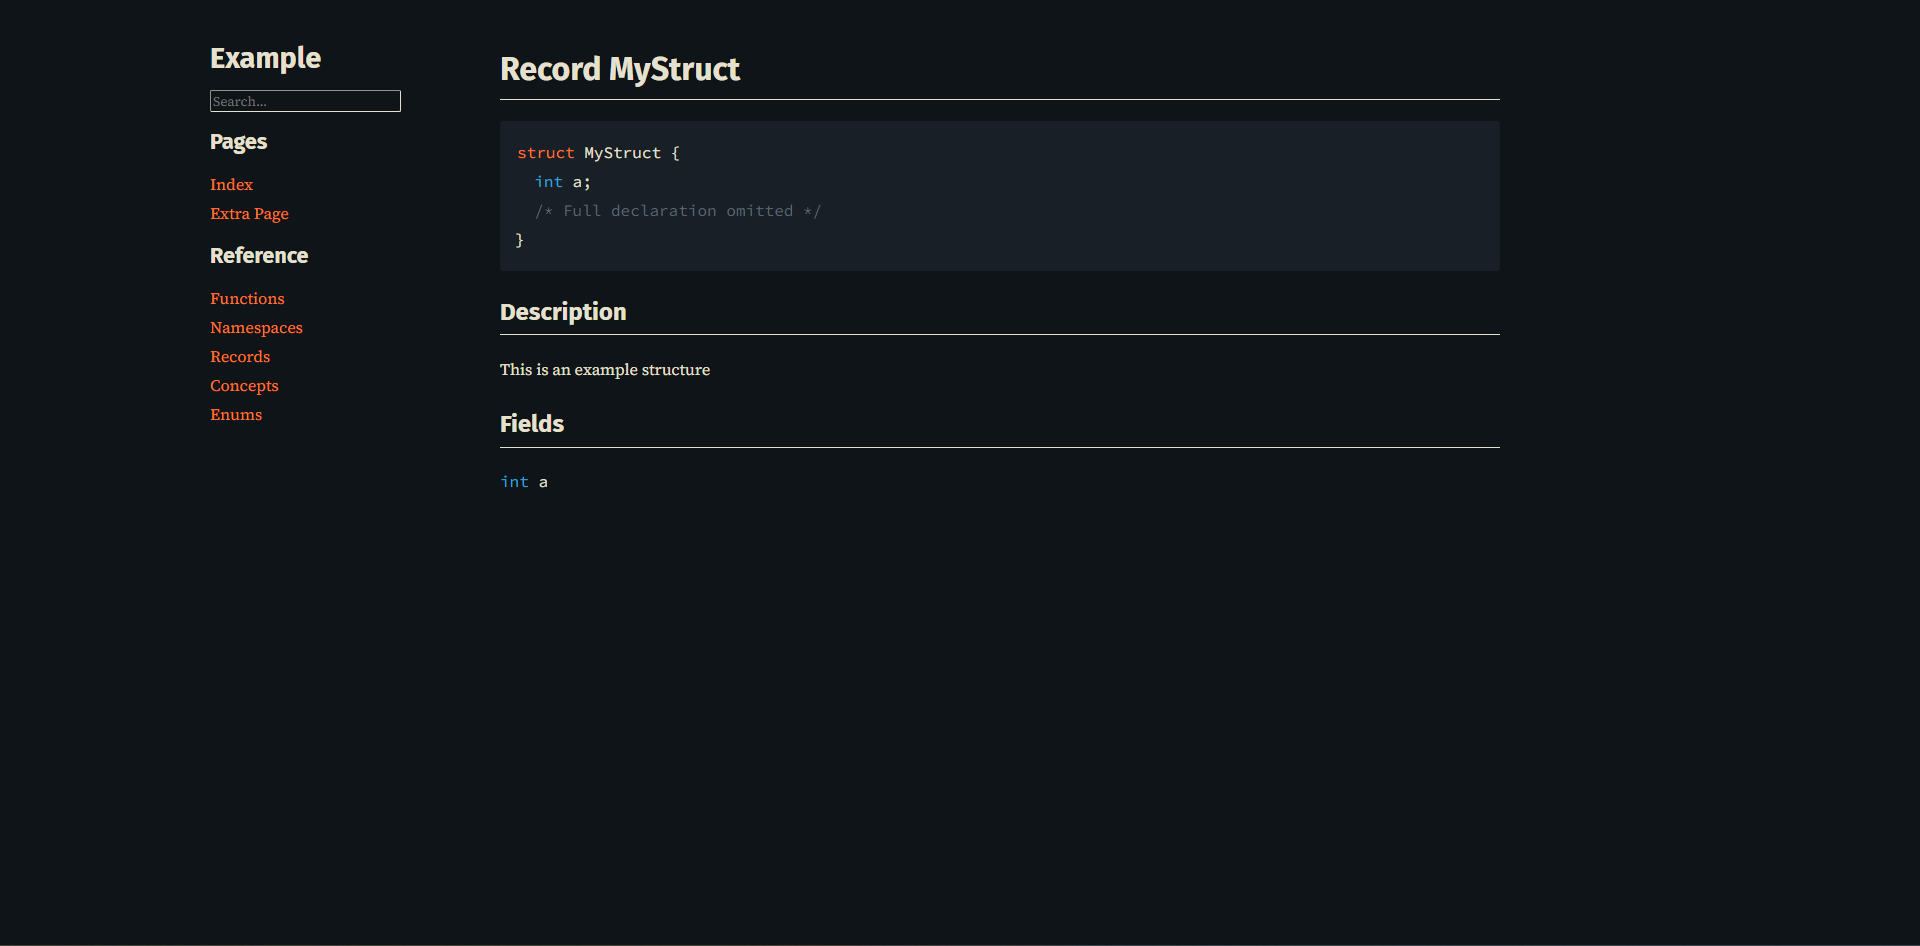 Example
Search...
Pages
Index
Extra Page
Reference
Functions
Namespaces
Records
Concepts
Enums
Record MyStruct
struct MyStruct {
  int a;
  /* Full declaration omitted */
}
Description
This is an example structure
Fields
int a